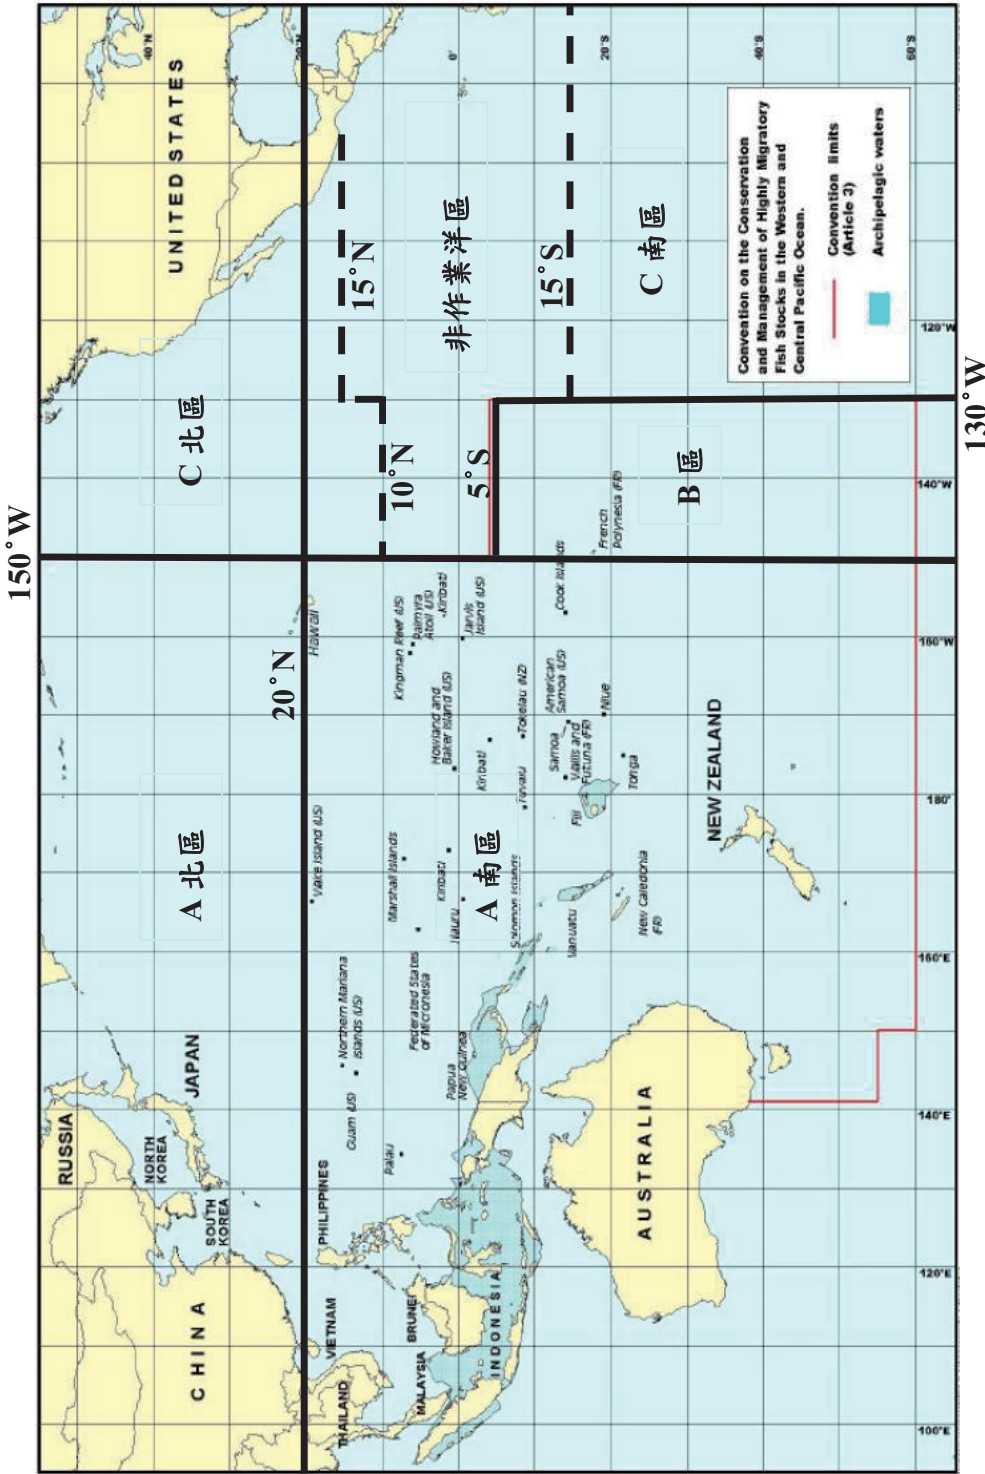 150°W
130°W
20°N
15°N
10°N
5°S
15°S
A 北區
C 北區
A 南區
B 區
C 南區
非作業洋區
RUSSIA
CHINA
NORTH
KOREA
SOUTH
KOREA
JAPAN
UNITED STATES
VIETNAM
THAILAND
PHILIPPINES
MALAYSIA
BRUNEI
INDONESIA
AUSTRALIA
NEW ZEALAND
Palau
Guam (US)
Northern Mariana
Islands (US)
Federated States
of Micronesia
Papua
New Guinea
Wake Island (US)
Marshall Islands
Kiribati
Nauru
Solomon Islands
Vanuatu
New Caledonia
(FR)
Fiji
Tuvalu
Kiribati
Howland and
Baker Island (US)
Tokelau (NZ)
Samoa
Wallis and
Futuna (FR)
American
Samoa (US)
Niue
Tonga
Hawaii
Kingman Reef (US)
Palmyra
Atoll (US)
Kiribati
Jarvis
Island (US)
Cook Islands
French
Polynesia (FR)
40°N
20°N
0°
20°S
40°S
60°S
100°E
120°E
140°E
160°E
180°
160°W
140°W
120°W
Convention on the Conservation
and Management of Highly Migratory
Fish Stocks in the Western and
Central Pacific Ocean.
Convention limits
(Article 3)
Archipelagic waters